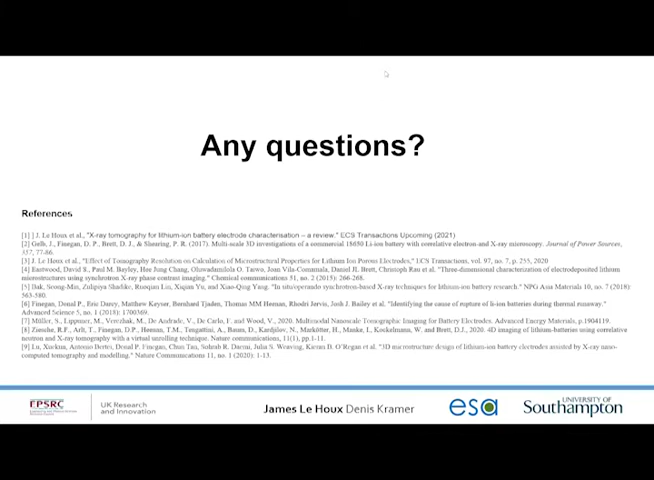 Any questions?
References
[1] ] J. Le Houx et al., "X-ray tomography for lithium-ion battery electrode characterisation – a review." ECS Transactions Upcoming (2021)
[2] Gelb, J., Finegan, D. P., Brett, D. J., & Shearing, P. R. (2017). Multi-scale 3D investigations of a commercial 18650 Li-ion battery with correlative electron-and X-ray microscopy. Journal of Power Sources,
357, 77-86.
[3] J. Le Houx et al., "Effect of Tomography Resolution on Calculation of Microstructural Properties for Lithium Ion Porous Electrodes," ECS Transactions, vol. 97, no. 7, p. 255, 2020
[4] Eastwood, David S., Paul M. Bayley, Hee Jung Chang, Oluwadamilola O. Taiwo, Joan Vila-Comamala, Daniel JL Brett, Christoph Rau et al. "Three-dimensional characterization of electrodeposited lithium
microstructures using synchrotron X-ray phase contrast imaging." Chemical communications 51, no. 2 (2015): 266-268.
[5] Bak, Seong-Min, Zulipiya Shadike, Ruoqian Lin, Xiqian Yu, and Xiao-Qing Yang. "In situ/operando synchrotron-based X-ray techniques for lithium-ion battery research." NPG Asia Materials 10, no. 7 (2018):
563-580.
[6] Finegan, Donal P., Eric Darcy, Matthew Keyser, Bernhard Tjaden, Thomas MM Heenan, Rhodri Jervis, Josh J. Bailey et al. "Identifying the cause of rupture of li-ion batteries during thermal runaway."
Advanced Science 5, no. 1 (2018): 1700369.
[7] Müller, S., Lippuner, M., Verezhak, M., De Andrade, V., De Carlo, F. and Wood, V., 2020. Multimodal Nanoscale Tomographic Imaging for Battery Electrodes. Advanced Energy Materials, p.1904119.
[8] Ziesche, R.F., Arlt, T., Finegan, D.P., Heenan, T.M., Tengattini, A., Baum, D., Kardjilov, N., Markötter, H., Manke, I., Kockelmann, W. and Brett, D.J., 2020. 4D imaging of lithium-batteries using correlative
neutron and X-ray tomography with a virtual unrolling technique. Nature communications, 11(1), pp.1-11.
[9] Lu, Xuekun, Antonio Bertei, Donal P. Finegan, Chun Tan, Sohrab R. Daemi, Julia S. Weaving, Kieran B. O'Regan et al. "3D microstructure design of lithium-ion battery electrodes assisted by X-ray nano-
computed tomography and modelling." Nature Communications 11, no. 1 (2020): 1-13.
EPSRC
UK Research
and Innovation
James Le Houx Denis Kramer
esa
UNIVERSITY OF
Southampton